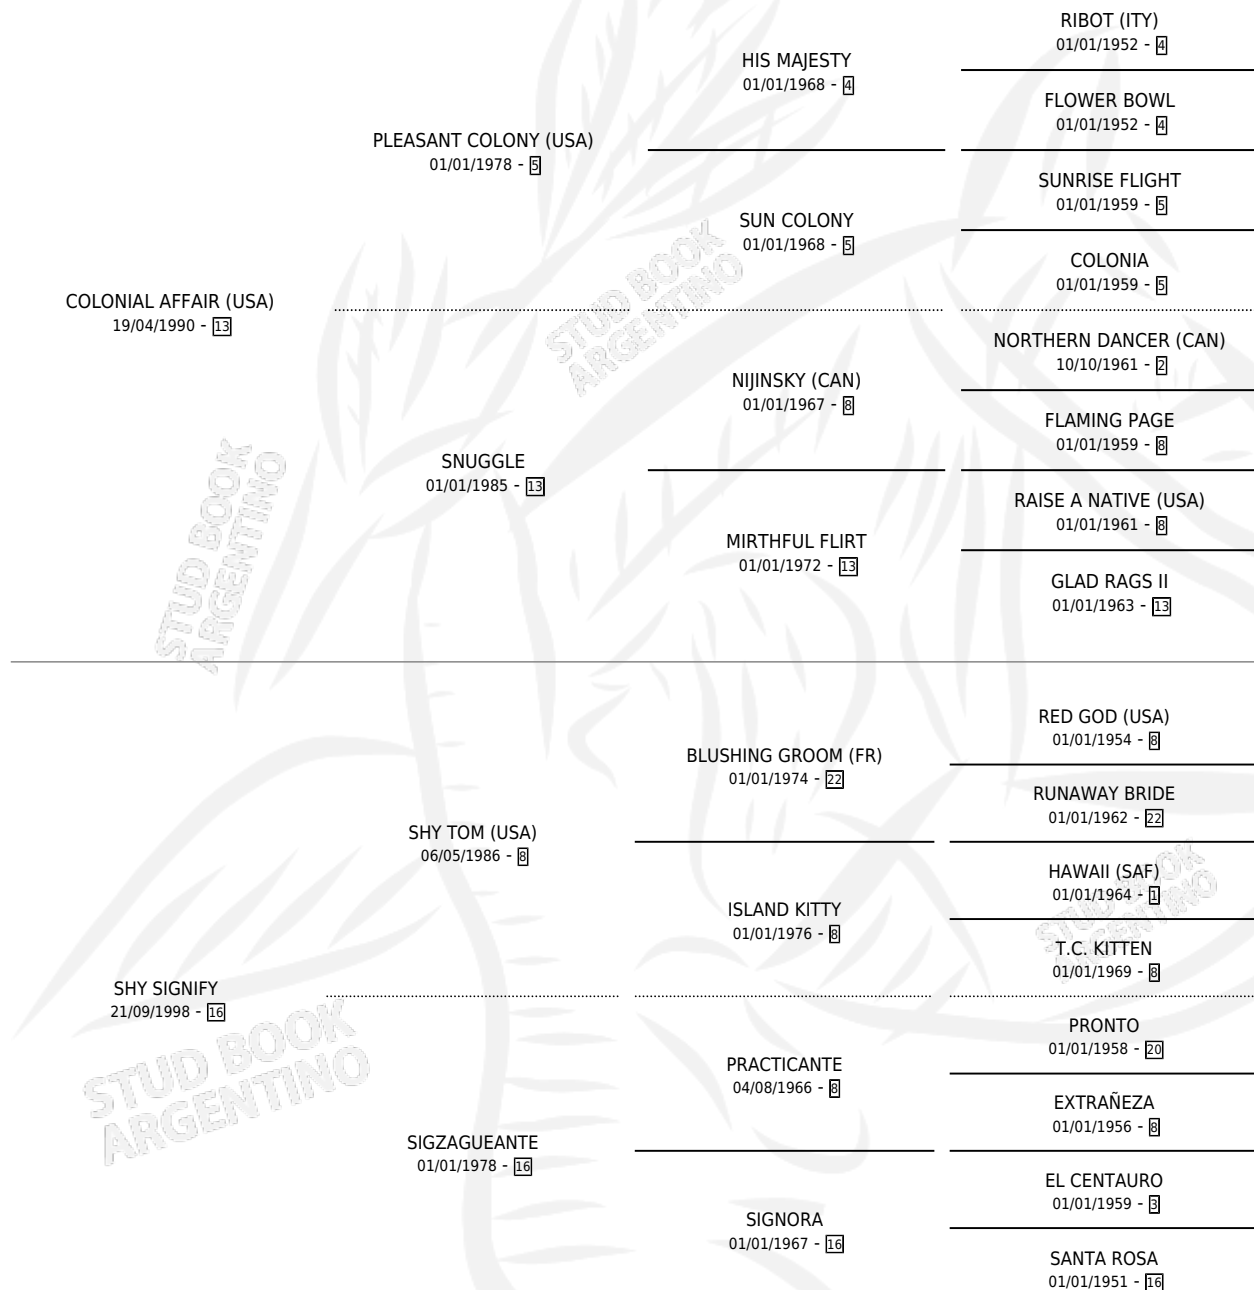 RIBOT (ITY)
01/01/1952 - 4
HIS MAJESTY
01/01/1968 - 4
FLOWER BOWL
01/01/1952 - 4
PLEASANT COLONY (USA)
01/01/1978 - 5
SUNRISE FLIGHT
01/01/1959 - 5
SUN COLONY
01/01/1968 - 5
COLONIA
01/01/1959 - 5
COLONIAL AFFAIR (USA)
19/04/1990 - 13
NORTHERN DANCER (CAN)
10/10/1961 - 2
NIJINSKY (CAN)
01/01/1967 - 8
FLAMING PAGE
01/01/1959 - 8
SNUGGLE
01/01/1985 - 13
RAISE A NATIVE (USA)
01/01/1961 - 8
MIRTHFUL FLIRT
01/01/1972 - 13
GLAD RAGS II
01/01/1963 - 13
STUD BOOK
ARGENTINO
STUD BOOK
ARGENTINO
RED GOD (USA)
01/01/1954 - 8
BLUSHING GROOM (FR)
01/01/1974 - 22
RUNAWAY BRIDE
01/01/1962 - 22
SHY TOM (USA)
06/05/1986 - 8
HAWAII (SAF)
01/01/1964 - 1
ISLAND KITTY
01/01/1976 - 8
T.C. KITTEN
01/01/1969 - 8
STUD BOOK
ARGENTINO
SHY SIGNIFY
21/09/1998 - 16
PRONTO
01/01/1958 - 20
PRACTICANTE
04/08/1966 - 8
EXTRAÑEZA
01/01/1956 - 8
SIGZAGUEANTE
01/01/1978 - 16
EL CENTAURO
01/01/1959 - 3
SIGNORA
01/01/1967 - 16
SANTA ROSA
01/01/1951 - 16
STUD BOOK
ARGENTINO